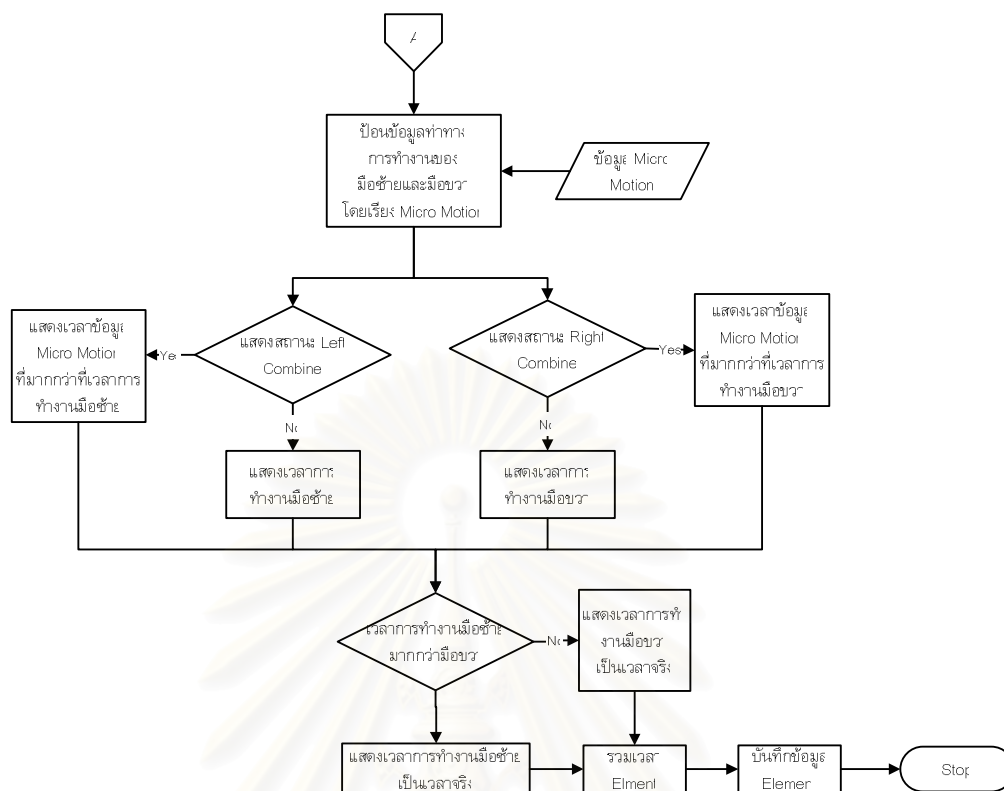 ป้อนข้อมูลท่าทาง
การทำงานของ
มือซ้ายและมือขวา
โดยเรียง Micro Motion
ข้อมูล Micro
Motion
แสดงเวลาข้อมูล
Micro Motion
ที่มากกว่าที่เวลาการ
ทำงานมือซ้าย
Yes
แสดงสถานะ Left
Combine
แสดงสถานะ Right
Combine
Yes
แสดงเวลาข้อมูล
Micro Motion
ที่มากกว่าที่เวลาการ
ทำงานมือขวา
No
No
แสดงเวลาการ
ทำงานมือซ้าย
แสดงเวลาการ
ทำงานมือขวา
เวลาการทำงานมือซ้าย
มากกว่ามือขวา
No
แสดงเวลาการทำ
งานมือขวา
เป็นเวลาจริง
แสดงเวลาการทำงานมือซ้าย
เป็นเวลาจริง
รวมเวลา
Elment
บันทึกข้อมูล
Element
Stop